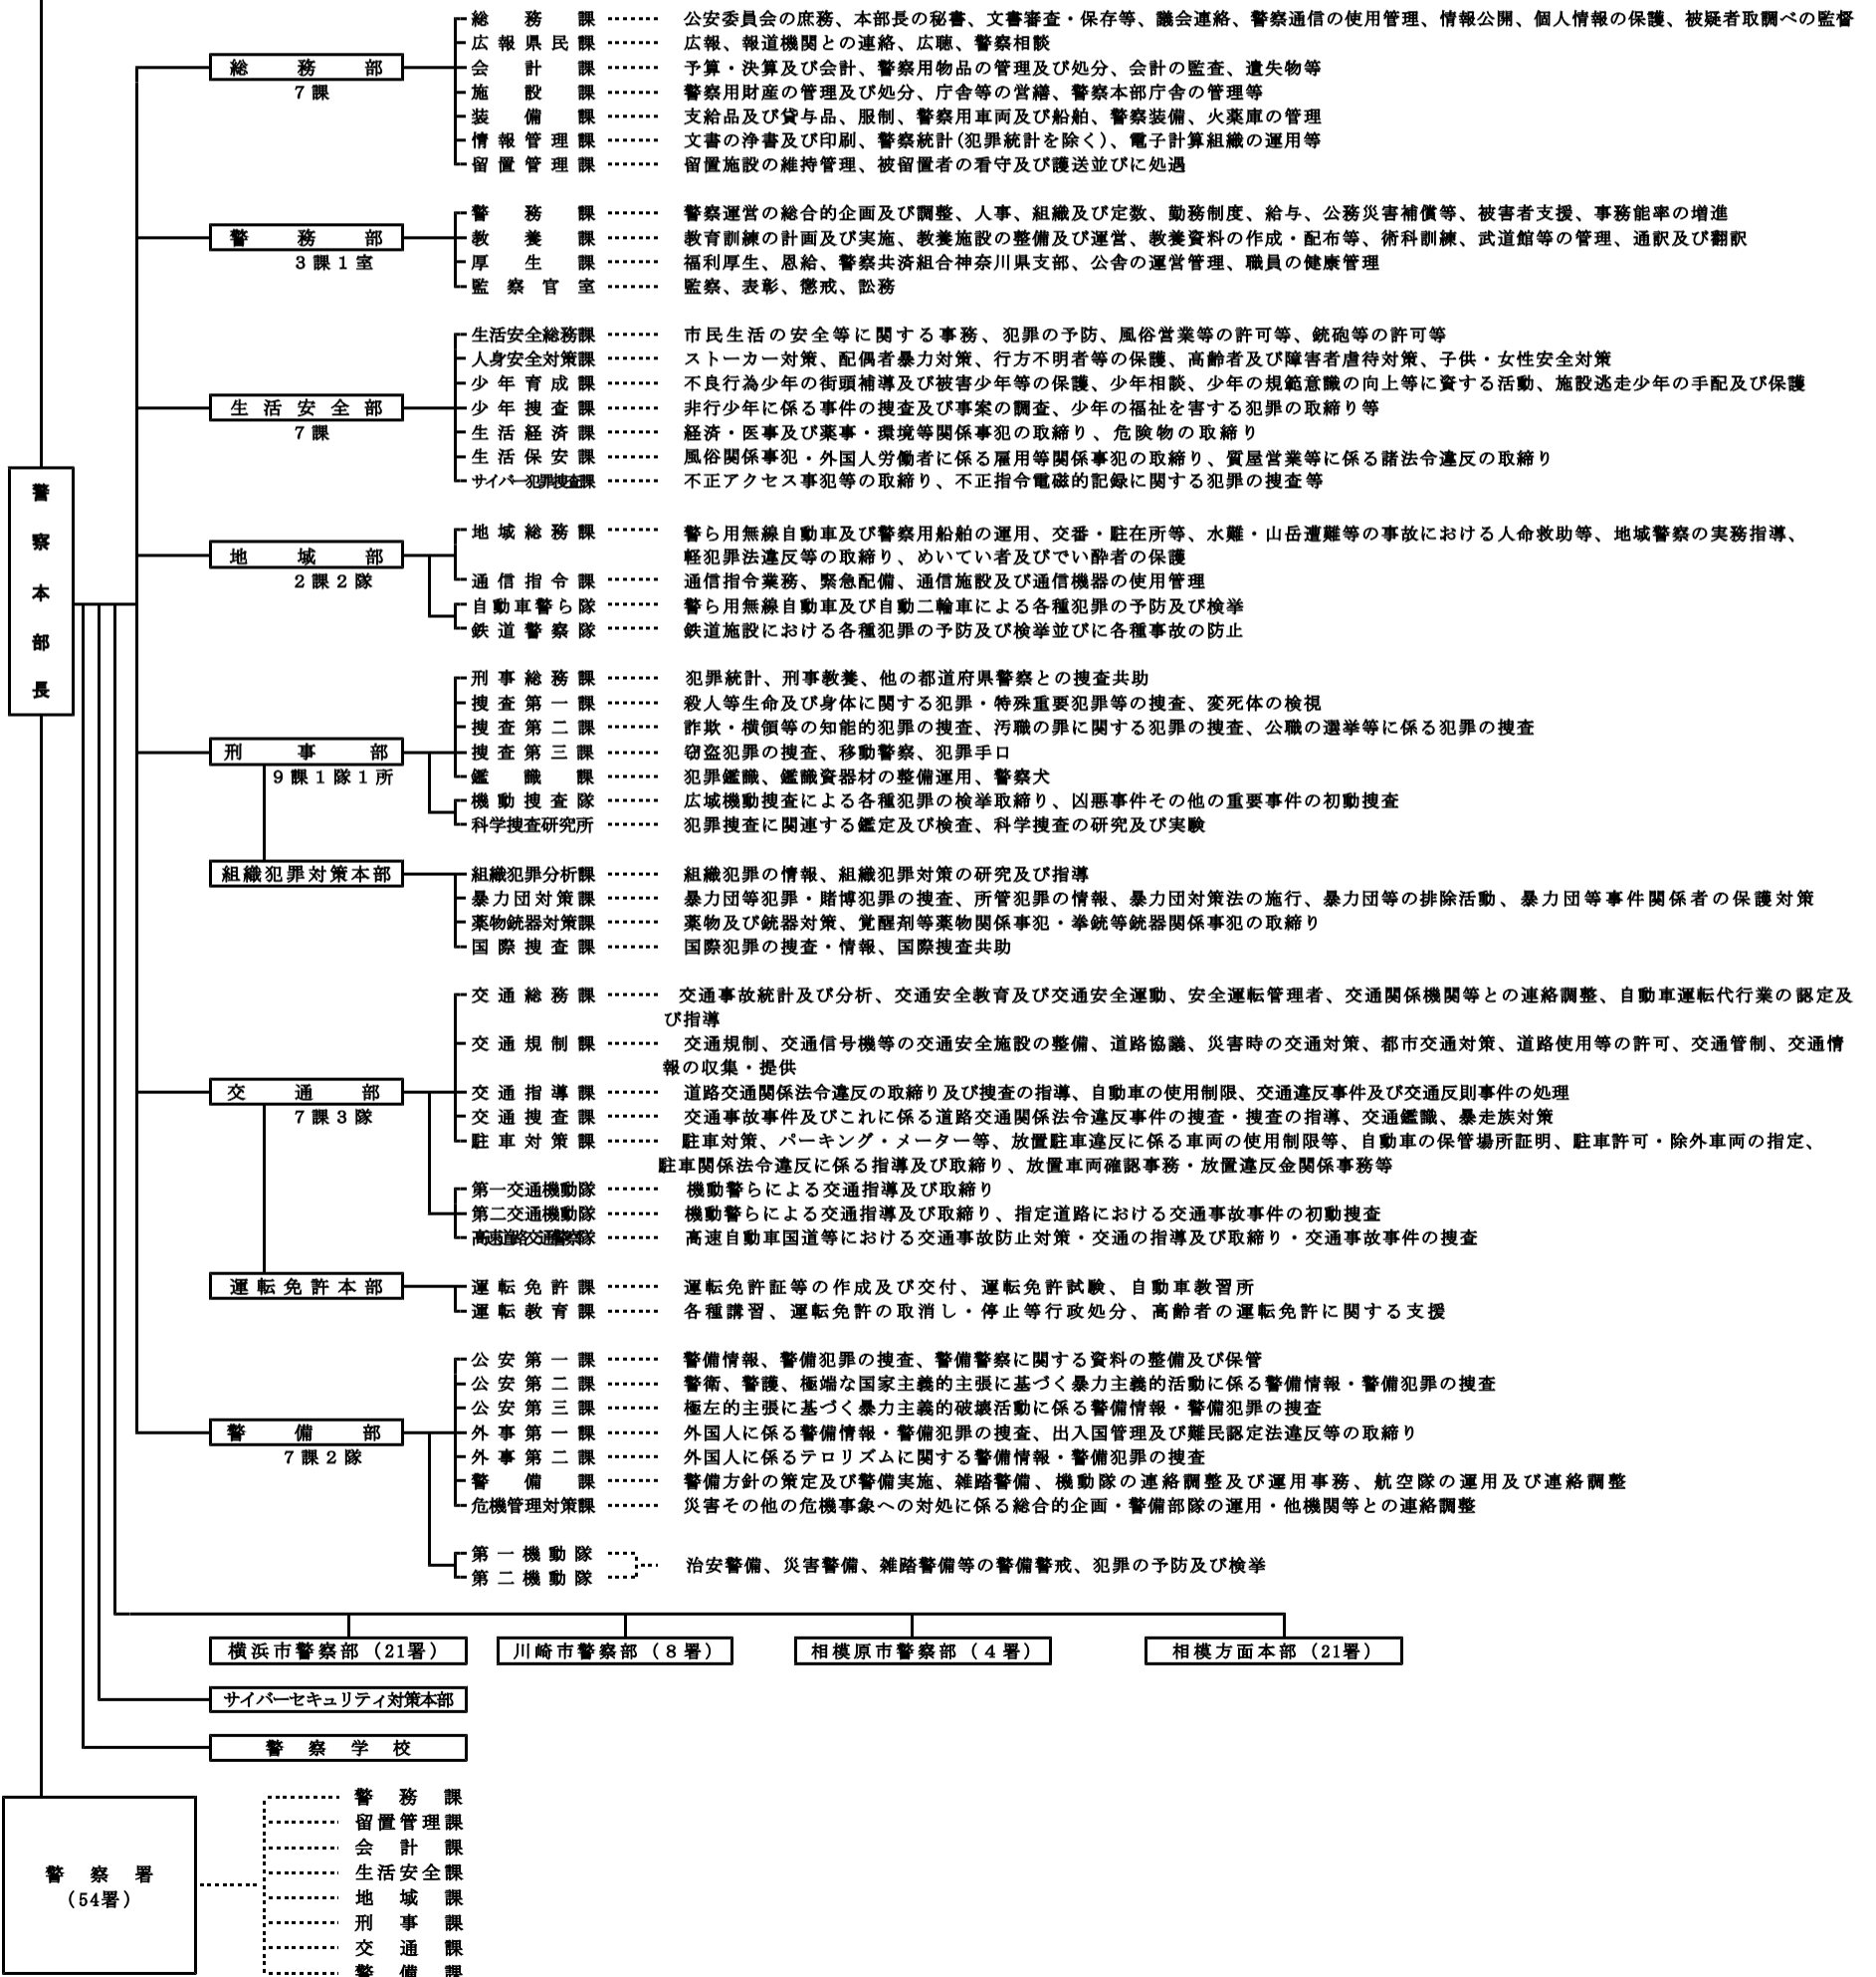 総務課 公安委員会の庶務、本部長の秘書、文書審査・保存等、議会連絡、警察通信の使用管理、情報公開、個人情報の保護、被疑者取調べの監督
広報県民課 広報、報道機関との連絡、広聴、警察相談
総務部 会計課 予算・決算及び会計、警察用物品の管理及び処分、会計の監査、遺失物等
7課 施設課 警察用財産の管理及び処分、庁舎等の営繕、警察本部庁舎の管理等
装備課 支給品及び貸与品、服制、警察用車両及び船舶、警察装備、火薬庫の管理
情報管理課 文書の浄書及び印刷、警察統計(犯罪統計を除く)、電子計算組織の運用等
留置管理課 留置施設の維持管理、被留置者の看守及び護送並びに処遇
警務課 警察運営の総合的企画及び調整、人事、組織及び定数、勤務制度、給与、公務災害補償等、被害者支援、事務能率の増進
警務部 教養課 教育訓練の計画及び実施、教養施設の整備及び運営、教養資料の作成・配布等、術科訓練、武道館等の管理、通訳及び翻訳
3課1室 厚生課 福利厚生、恩給、警察共済組合神奈川県支部、公舎の運営管理、職員の健康管理
監察官室 監察、表彰、懲戒、訟務
生活安全総務課 市民生活の安全等に関する事務、犯罪の予防、風俗営業等の許可等、銃砲等の許可等
人身安全対策課 ストーカー対策、配偶者暴力対策、行方不明者等の保護、高齢者及び障害者虐待対策、子供・女性安全対策
少年育成課 不良行為少年の街頭補導及び被害少年等の保護、少年相談、少年の規範意識の向上等に資する活動、施設逃走少年の手配及び保護
生活安全部 少年捜査課 非行少年に係る事件の捜査及び事案の調査、少年の福祉を害する犯罪の取締り等
7課 生活経済課 経済・医事及び薬事・環境等関係事犯の取締り、危険物の取締り
生活保安課 風俗関係事犯・外国人労働者に係る雇用等関係事犯の取締り、質屋営業等に係る諸法令違反の取締り
サイバー犯罪捜査課 不正アクセス事犯等の取締り、不正指令電磁的記録に関する犯罪の捜査等
警察本部長
地域総務課 警ら用無線自動車及び警察用船舶の運用、交番・駐在所等、水難・山岳遭難等の事故における人命救助等、地域警察の実務指導、
地域部 軽犯罪法違反等の取締り、めいてい者及びでい酔者の保護
2課2隊 通信指令課 通信指令業務、緊急配備、通信施設及び通信機器の使用管理
自動車警ら隊 警ら用無線自動車及び自動二輪車による各種犯罪の予防及び検挙
鉄道警察隊 鉄道施設における各種犯罪の予防及び検挙並びに各種事故の防止
刑事総務課 犯罪統計、刑事教養、他の都道府県警察との捜査共助
捜査第一課 殺人等生命及び身体に関する犯罪・特殊重要犯罪等の捜査、変死体の検視
捜査第二課 詐欺・横領等の知能的犯罪の捜査、汚職の罪に関する犯罪の捜査、公職の選挙等に係る犯罪の捜査
刑事部 捜査第三課 窃盗犯罪の捜査、移動警察、犯罪手口
9課1隊1所 鑑識課 犯罪鑑識、鑑識資器材の整備運用、警察犬
機動捜査隊 広域機動捜査による各種犯罪の検挙取締り、凶悪事件その他の重要事件の初動捜査
科学捜査研究所 犯罪捜査に関連する鑑定及び検査、科学捜査の研究及び実験
組織犯罪対策本部 組織犯罪分析課 組織犯罪の情報、組織犯罪対策の研究及び指導
暴力団対策課 暴力団等犯罪・賭博犯罪の捜査、所管犯罪の情報、暴力団対策法の施行、暴力団等の排除活動、暴力団等事件関係者の保護対策
薬物銃器対策課 薬物及び銃器対策、覚醒剤等薬物関係事犯・拳銃等銃器関係事犯の取締り
国際捜査課 国際犯罪の捜査・情報、国際捜査共助
交通総務課 交通事故統計及び分析、交通安全教育及び交通安全運動、安全運転管理者、交通関係機関等との連絡調整、自動車運転代行業の認定及
び指導
交通規制課 交通規制、交通信号機等の交通安全施設の整備、道路協議、災害時の交通対策、都市交通対策、道路使用等の許可、交通管制、交通情
報の収集・提供
交通部 交通指導課 道路交通関係法令違反の取締り及び捜査の指導、自動車の使用制限、交通違反事件及び交通反則事件の処理
7課3隊 交通捜査課 交通事故事件及びこれに係る道路交通関係法令違反事件の捜査・捜査の指導、交通鑑識、暴走族対策
駐車対策課 駐車対策、パーキング・メーター等、放置駐車違反に係る車両の使用制限等、自動車の保管場所証明、駐車許可・除外車両の指定、
駐車関係法令違反に係る指導及び取締り、放置車両確認事務・放置違反金関係事務等
第一交通機動隊 機動警らによる交通指導及び取締り
第二交通機動隊 機動警らによる交通指導及び取締り、指定道路における交通事故事件の初動捜査
高速道路交通警察隊 高速自動車国道等における交通事故防止対策・交通の指導及び取締り・交通事故事件の捜査
運転免許本部 運転免許課 運転免許証等の作成及び交付、運転免許試験、自動車教習所
運転教育課 各種講習、運転免許の取消し・停止等行政処分、高齢者の運転免許に関する支援
公安第一課 警備情報、警備犯罪の捜査、警備警察に関する資料の整備及び保管
公安第二課 警衛、警護、極端な国家主義的主張に基づく暴力主義的活動に係る警備情報・警備犯罪の捜査
公安第三課 極左的主張に基づく暴力主義的破壊活動に係る警備情報・警備犯罪の捜査
警備部 外事第一課 外国人に係る警備情報・警備犯罪の捜査、出入国管理及び難民認定法違反等の取締り
7課2隊 外事第二課 外国人に係るテロリズムに関する警備情報・警備犯罪の捜査
警備課 警備方針の策定及び警備実施、雑踏警備、機動隊の連絡調整及び運用事務、航空隊の運用及び連絡調整
危機管理対策課 災害その他の危機事象への対処に係る総合的企画・警備部隊の運用・他機関等との連絡調整
第一機動隊
治安警備、災害警備、雑踏警備等の警備警戒、犯罪の予防及び検挙
第二機動隊
横浜市警察部（21署） 川崎市警察部（8署） 相模原市警察部（4署） 相模方面本部（21署）
サイバーセキュリティ対策本部
警察学校
警務課
留置管理課
会計課
警察署 生活安全課
（54署） 地域課
刑事課
交通課
警備課